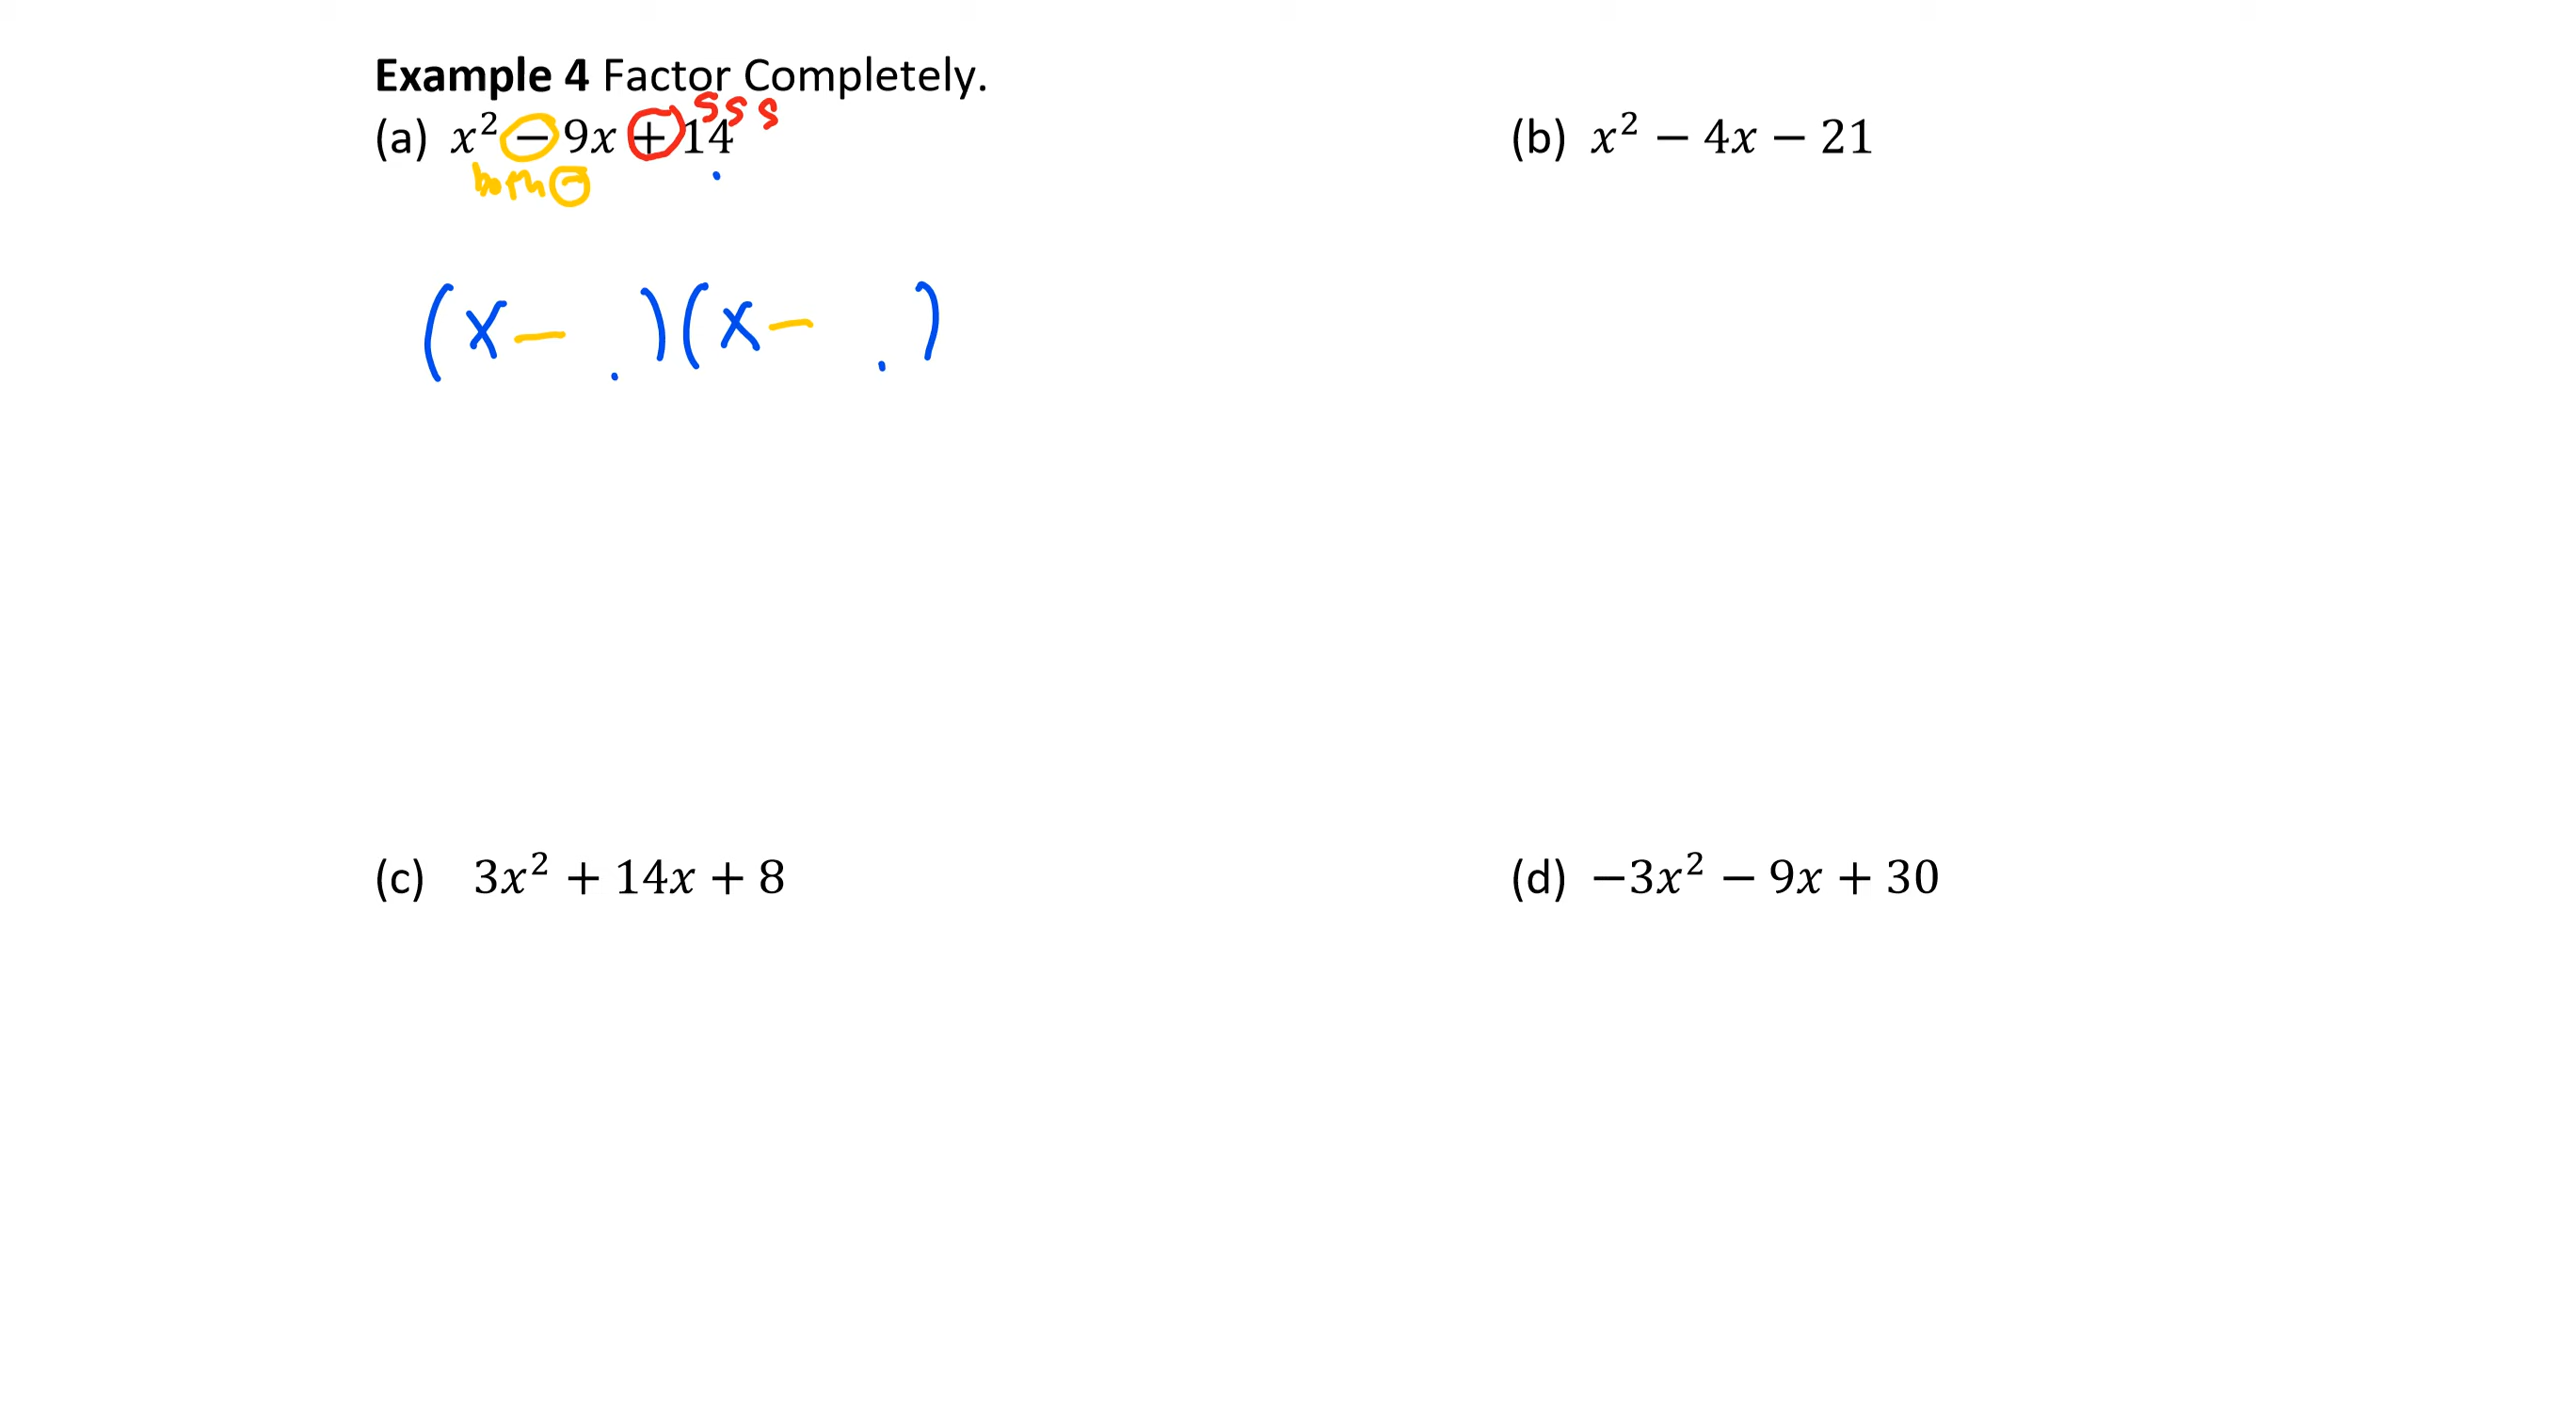 Example 4 Factor Completely.
sss
(a) x² − 9x + 14
both −
(x −   )(x −   )
(b) x² − 4x − 21
(c) 3x² + 14x + 8
(d) −3x² − 9x + 30